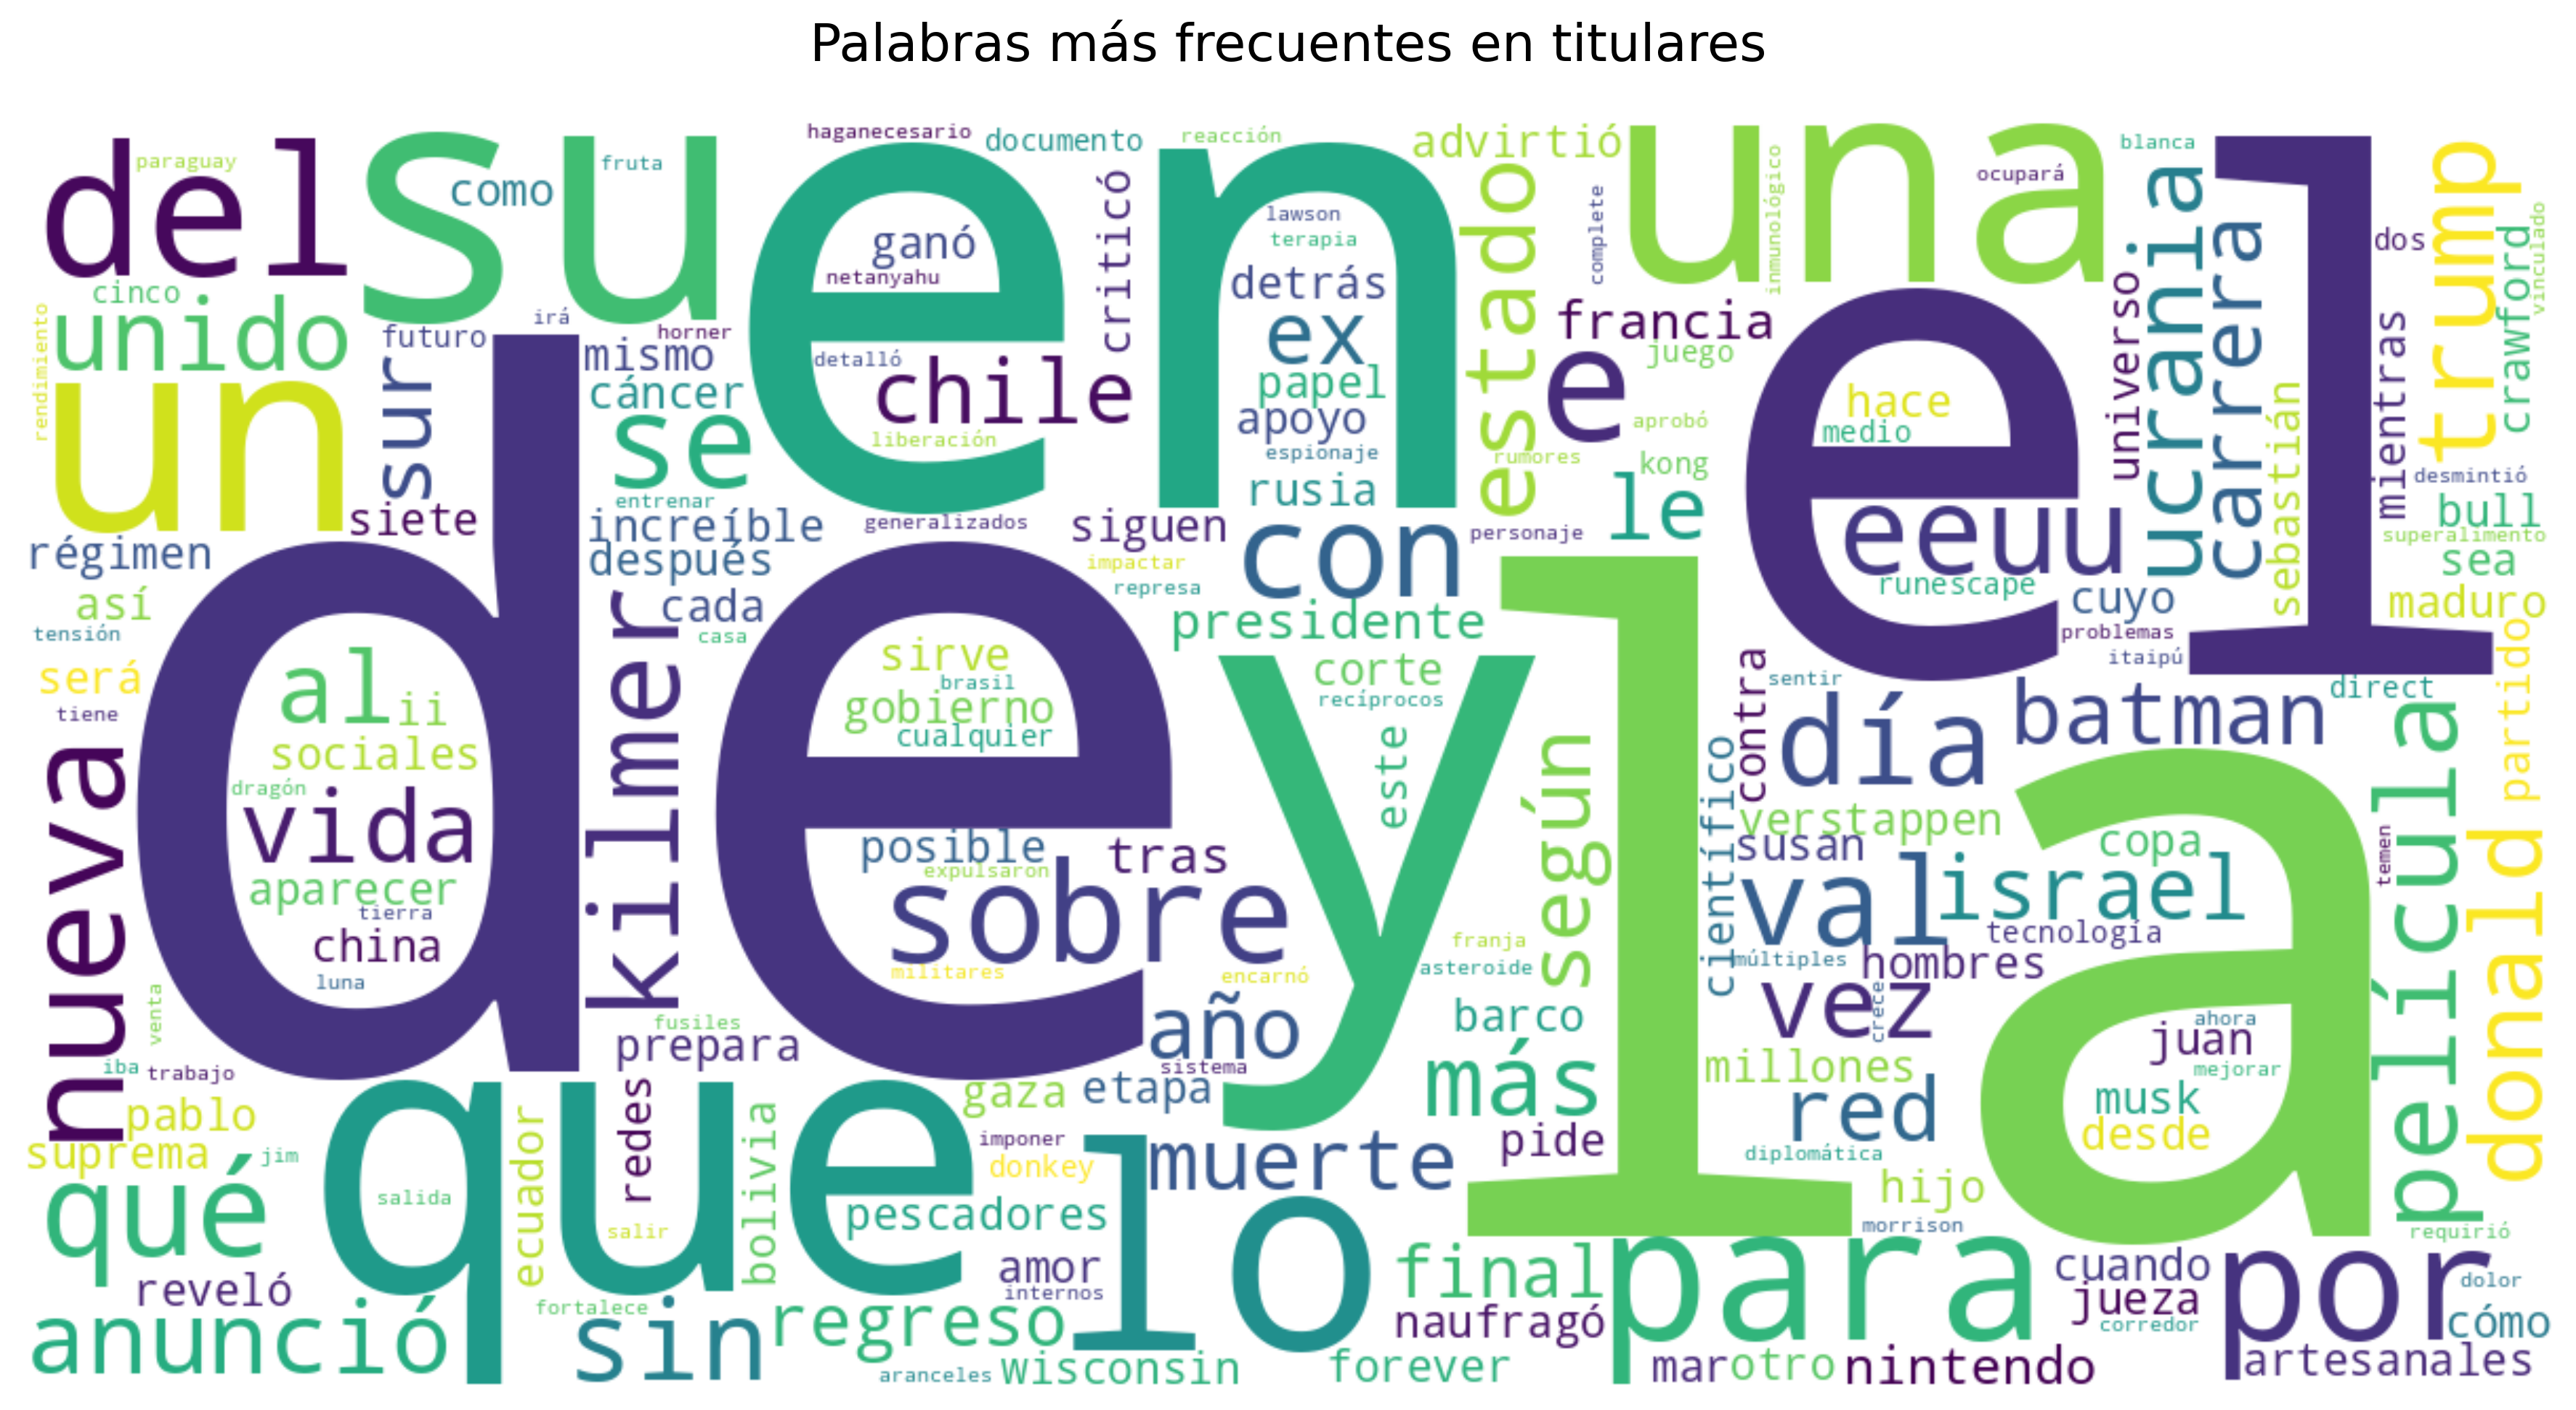 Palabras más frecuentes en titulares
haganecesario
documento
reacción
advirtió
una
blanca
del
paraguay
su
como
fruta
en
ganó
netanyahu
criticó
lawson
terapia
detrás
estado
complete
inmunológico
ocupará
ucrania
carrera
el
dos
trump
crawford
vinculado
cinco
unido
rendimiento
futuro
irá
horner
mismo
detalló
chile
ex
papel
francia
e
juego
universo
hace
medio
mientras
un
sur
cáncer
se
liberación
apoyo
espionaje
rumores
aprobó
kong
sebastián
desmintió
siete
entrenar
increíble
generalizados
siguen
rusia
personaje
le
eeuu
bull
superalimento
régimen
después
impactar
represa
con
runescape
cuyo
sea
maduro
así
cada
casa
presidente
problemas
tensión
de
kilmer
sirve
brasil
gobierno
cualquier
y
corte
recíprocos
la
contra
sentir
itaipú
direct
partido
será
tiene
al
ii
sociales
este
según
científico
día
batman
película
nueva
dragón
vida
posible
expulsaron
tras
verstappen
susan
copa
temen
donald
aparecer
tierra
china
luna
sobre
militares
encarnó
franja
asteroide
val
israel
tecnología
múltiples
hombres
venta
fusiles
prepara
año
sistema
barco
vez
crece
ahora
juan
mejorar
iba
trabajo
redes
gaza
etapa
más
millones
red
musk
desde
pablo
suprema
jim
que
ecuador
bolivia
imponer
donkey
lo
muerte
pide
diplomática
hijo
qué
salida
salir
pescadores
morrison
requirió
reveló
amor
internos
final
para
cuando
por
dolor
anunció
fortalece
sin
regreso
naufragó
jueza
corredor
cómo
aranceles
wisconsin
forever
mar
otro
nintendo
artesanales